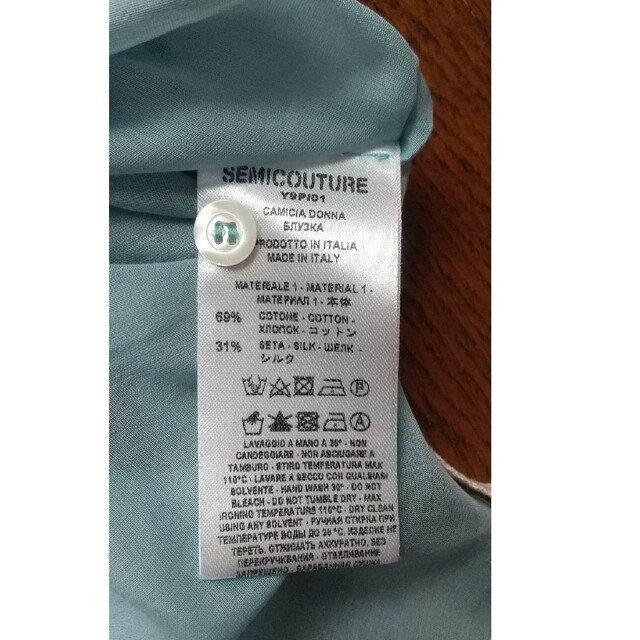 SEMICOUTURE
Y9PI01
CAMICIA DONNA
БЛУЗКА
PRODOTTO IN ITALIA
MADE IN ITALY
MATERIALE 1 - MATERIAL 1 -
МАТЕРИАЛ 1 - 本体
69% COTONE - COTTON -
ХЛОПОК - コットン
31% SETA - SILK - ШЕЛК -
シルク
P
A
LAVAGGIO A MANO A 30° - NON
CANDEGGIARE - NON ASCIUGARE A
TAMBURO - STIRO TEMPERATURA MAX
110°C - LAVARE A SECCO CON QUALSIASI
SOLVENTE - HAND WASH 30° - DO NOT
BLEACH - DO NOT TUMBLE DRY - MAX
IRONING TEMPERATURE 110°C - DRY CLEAN
USING ANY SOLVENT - РУЧНАЯ СТИРКА ПРИ
ТЕМПЕРАТУРЕ ВОДЫ ДО 30 °C. ИЗДЕЛИЕ НЕ
ТЕРЕТЬ, ОТЖИМАТЬ АККУРАТНО, БЕЗ
ПЕРЕКРУЧИВАНИЯ - ОТБЕЛИВАНИЕ
ЗАПРЕЩЕНО - БАРАБАННАЯ СУШКА